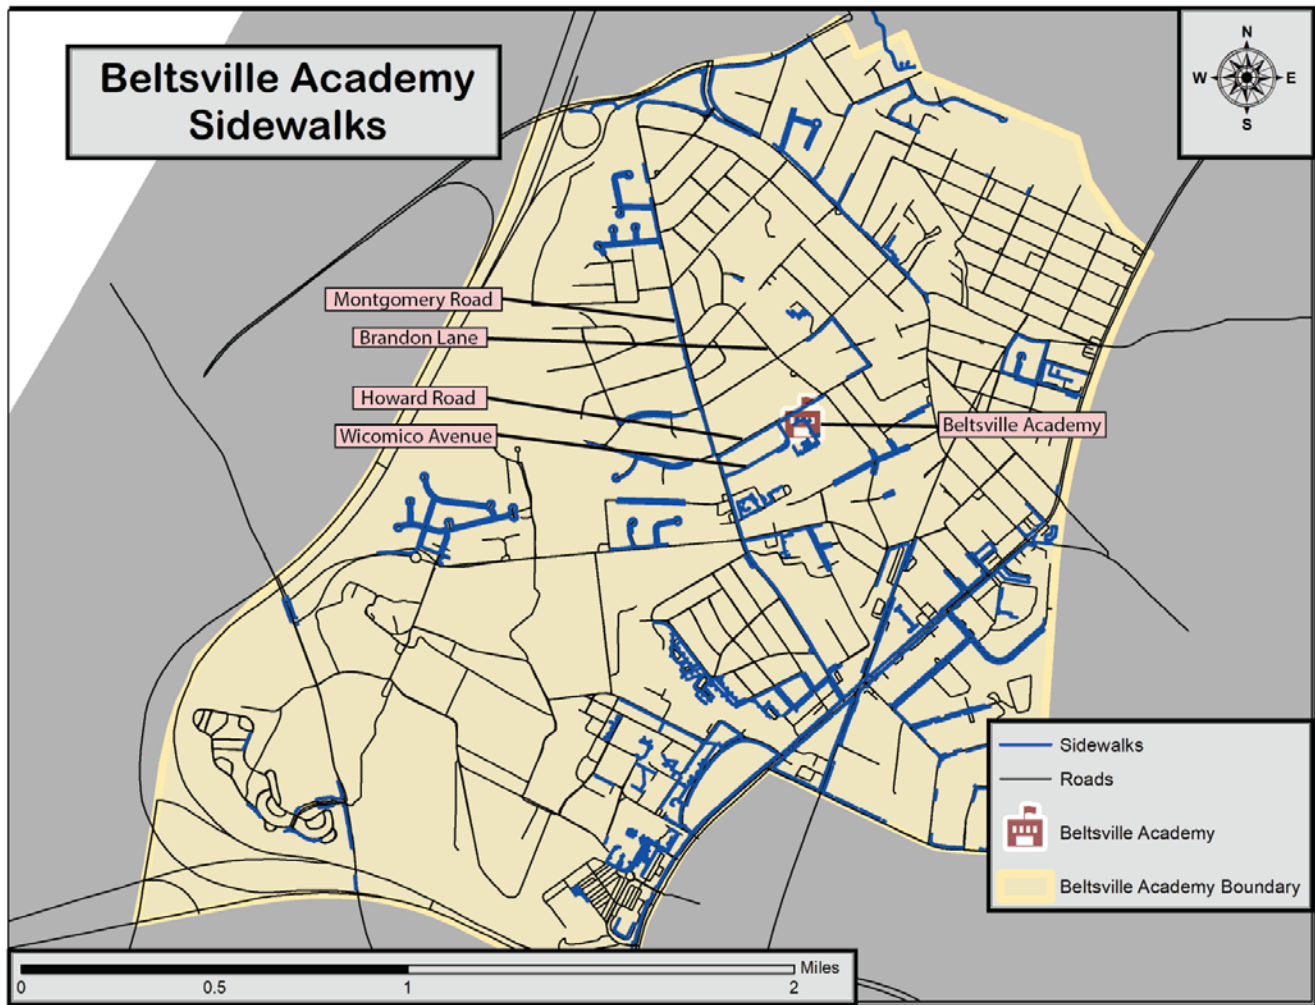 Beltsville Academy
Sidewalks
N
W
E
S
Montgomery Road
Brandon Lane
Howard Road
Wicomico Avenue
Beltsville Academy
Sidewalks
Roads
Beltsville Academy
Beltsville Academy Boundary
Miles
0
0.5
1
2